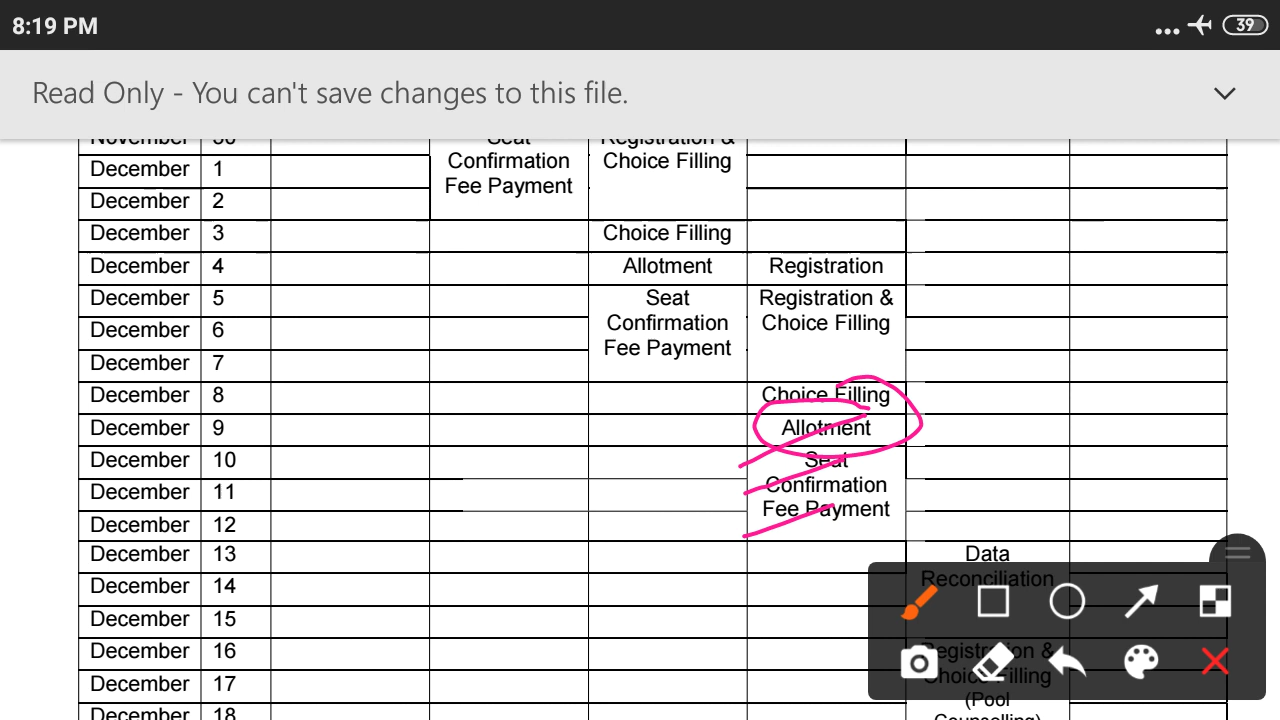 8:19 PM
39
Read Only - You can't save changes to this file.
November 30 Seat Registration &
December 1 Confirmation Choice Filling
Fee Payment
December 2
December 3 Choice Filling
December 4 Allotment Registration
December 5 Seat Registration &
December 6 Confirmation Choice Filling
December 7 Fee Payment
December 8 Choice Filling
December 9 Allotment
December 10 Seat
December 11 Confirmation
December 12 Fee Payment
December 13 Data
December 14 Reconciliation
December 15
December 16 Registration &
December 17 Choice Filling
(Pool
December 18 Counselling)